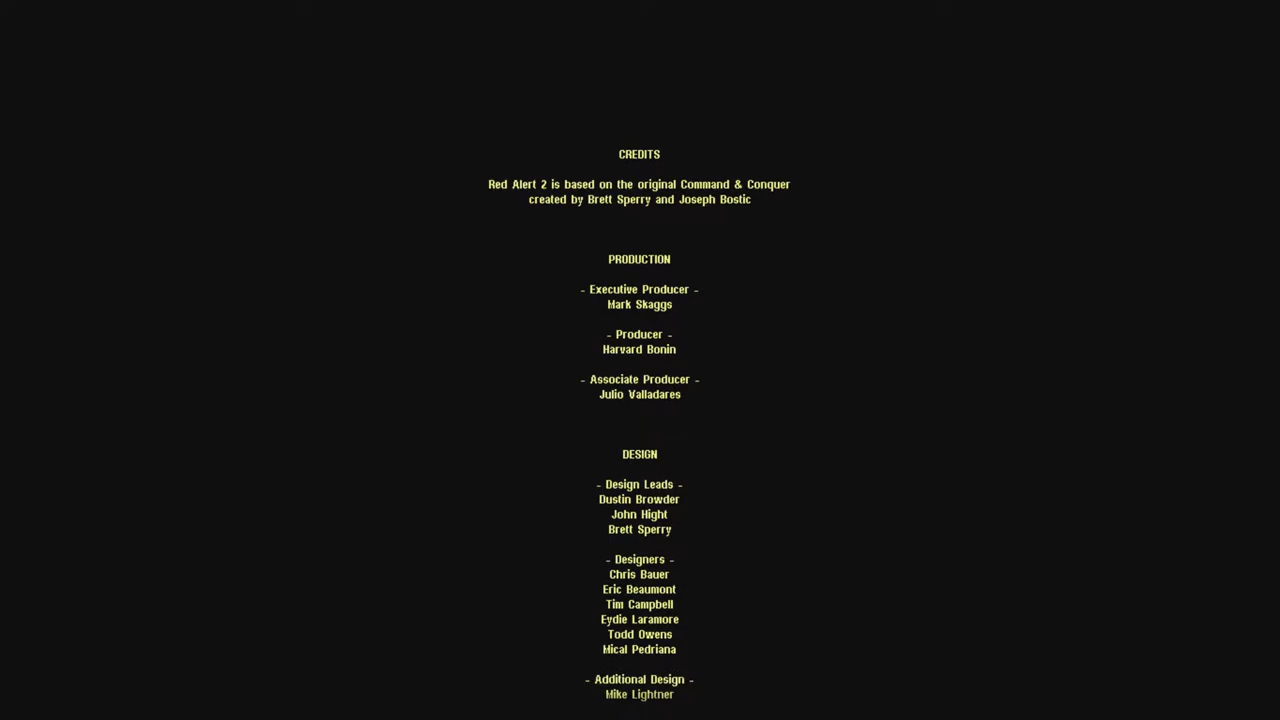 CREDITS
Red Alert 2 is based on the original Command & Conquer
created by Brett Sperry and Joseph Bostic
PRODUCTION
- Executive Producer -
Mark Skaggs
- Producer -
Harvard Bonin
- Associate Producer -
Julio Valladares
DESIGN
- Design Leads -
Dustin Browder
John Hight
Brett Sperry
- Designers -
Chris Bauer
Eric Beaumont
Tim Campbell
Eydie Laramore
Todd Owens
Mical Pedriana
- Additional Design -
Mike Lightner